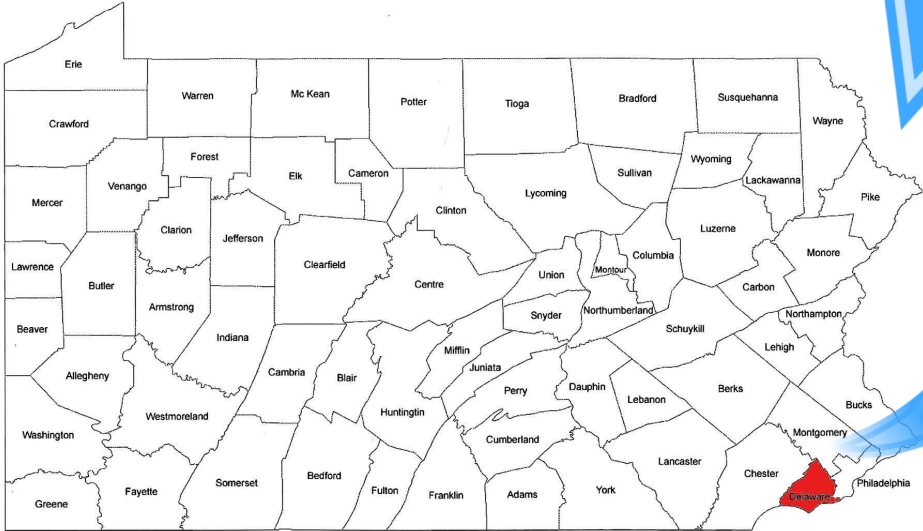 Erie
Warren
Mc Kean
Potter
Tioga
Bradford
Susquehanna
Wayne
Crawford
Forest
Elk
Cameron
Sullivan
Wyoming
Lackawanna
Pike
Mercer
Venango
Clarion
Jefferson
Clinton
Lycoming
Luzerne
Monore
Lawrence
Butler
Armstrong
Clearfield
Centre
Union
Montour
Columbia
Carbon
Northampton
Beaver
Indiana
Snyder
Northumberland
Schuykill
Lehigh
Allegheny
Cambria
Blair
Mifflin
Juniata
Perry
Dauphin
Lebanon
Berks
Bucks
Westmoreland
Huntingtin
Cumberland
Montgomery
Washington
Lancaster
Chester
Philadelphia
Greene
Fayette
Somerset
Bedford
Fulton
Franklin
Adams
York
Delaware